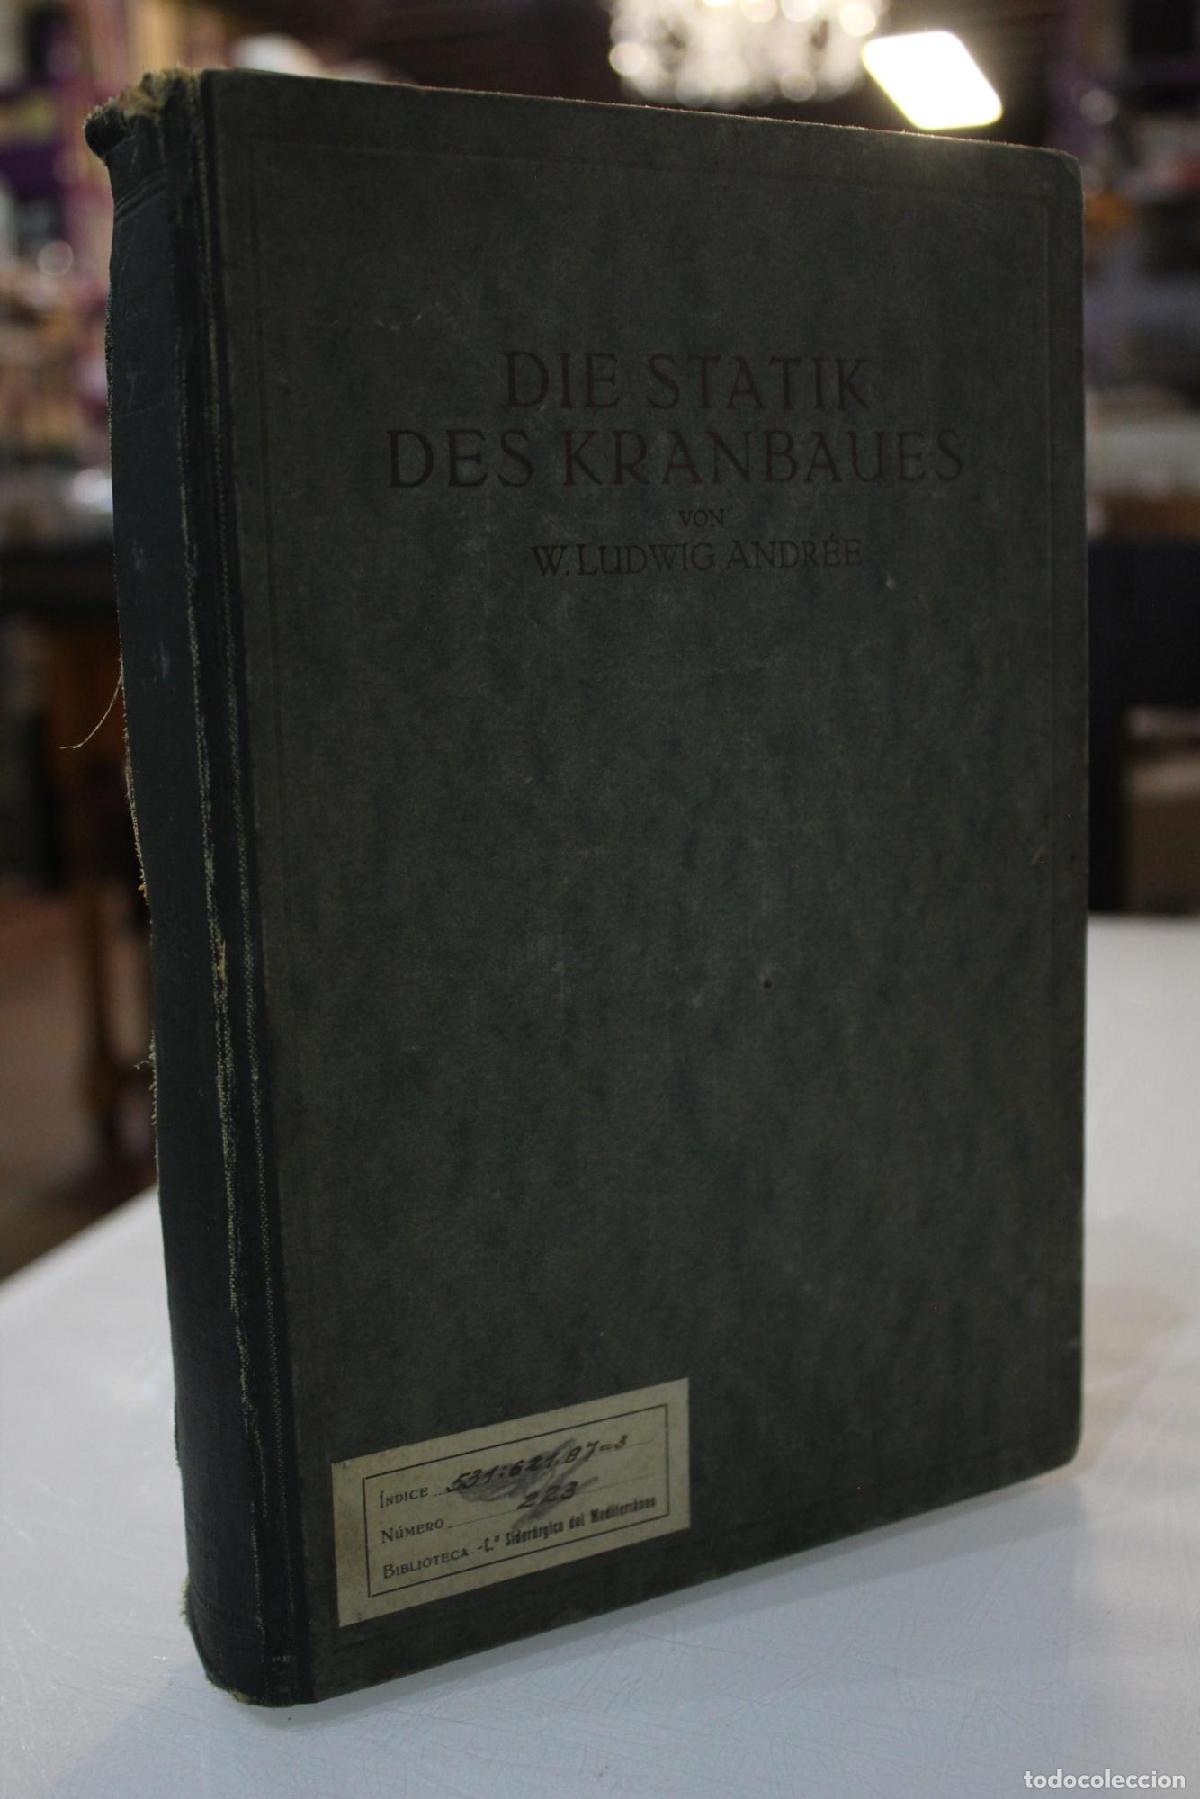 DIE STATIK
DES KRANBAUES
VON
W. LUDWIG ANDRÉE
ÍNDICE 531:621.87=3
NÚMERO 223
BIBLIOTECA.-C.ª Siderúrgica del Mediterráneo
todocoleccion